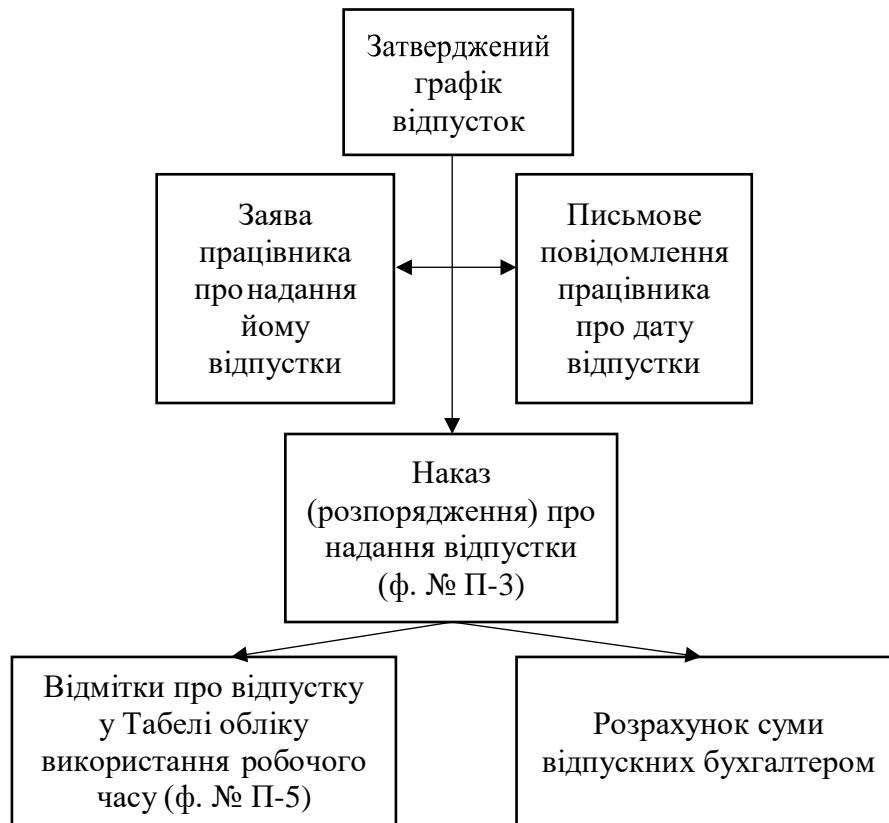 Затверджений
графік
відпусток
Заява
працівника
про надання
йому
відпустки
Письмове
повідомлення
працівника
про дату
відпустки
Наказ
(розпорядження) про
надання відпустки
(ф. № П-3)
Відмітки про відпустку
у Табелі обліку
використання робочого
часу (ф. № П-5)
Розрахунок суми
відпускних бухгалтером